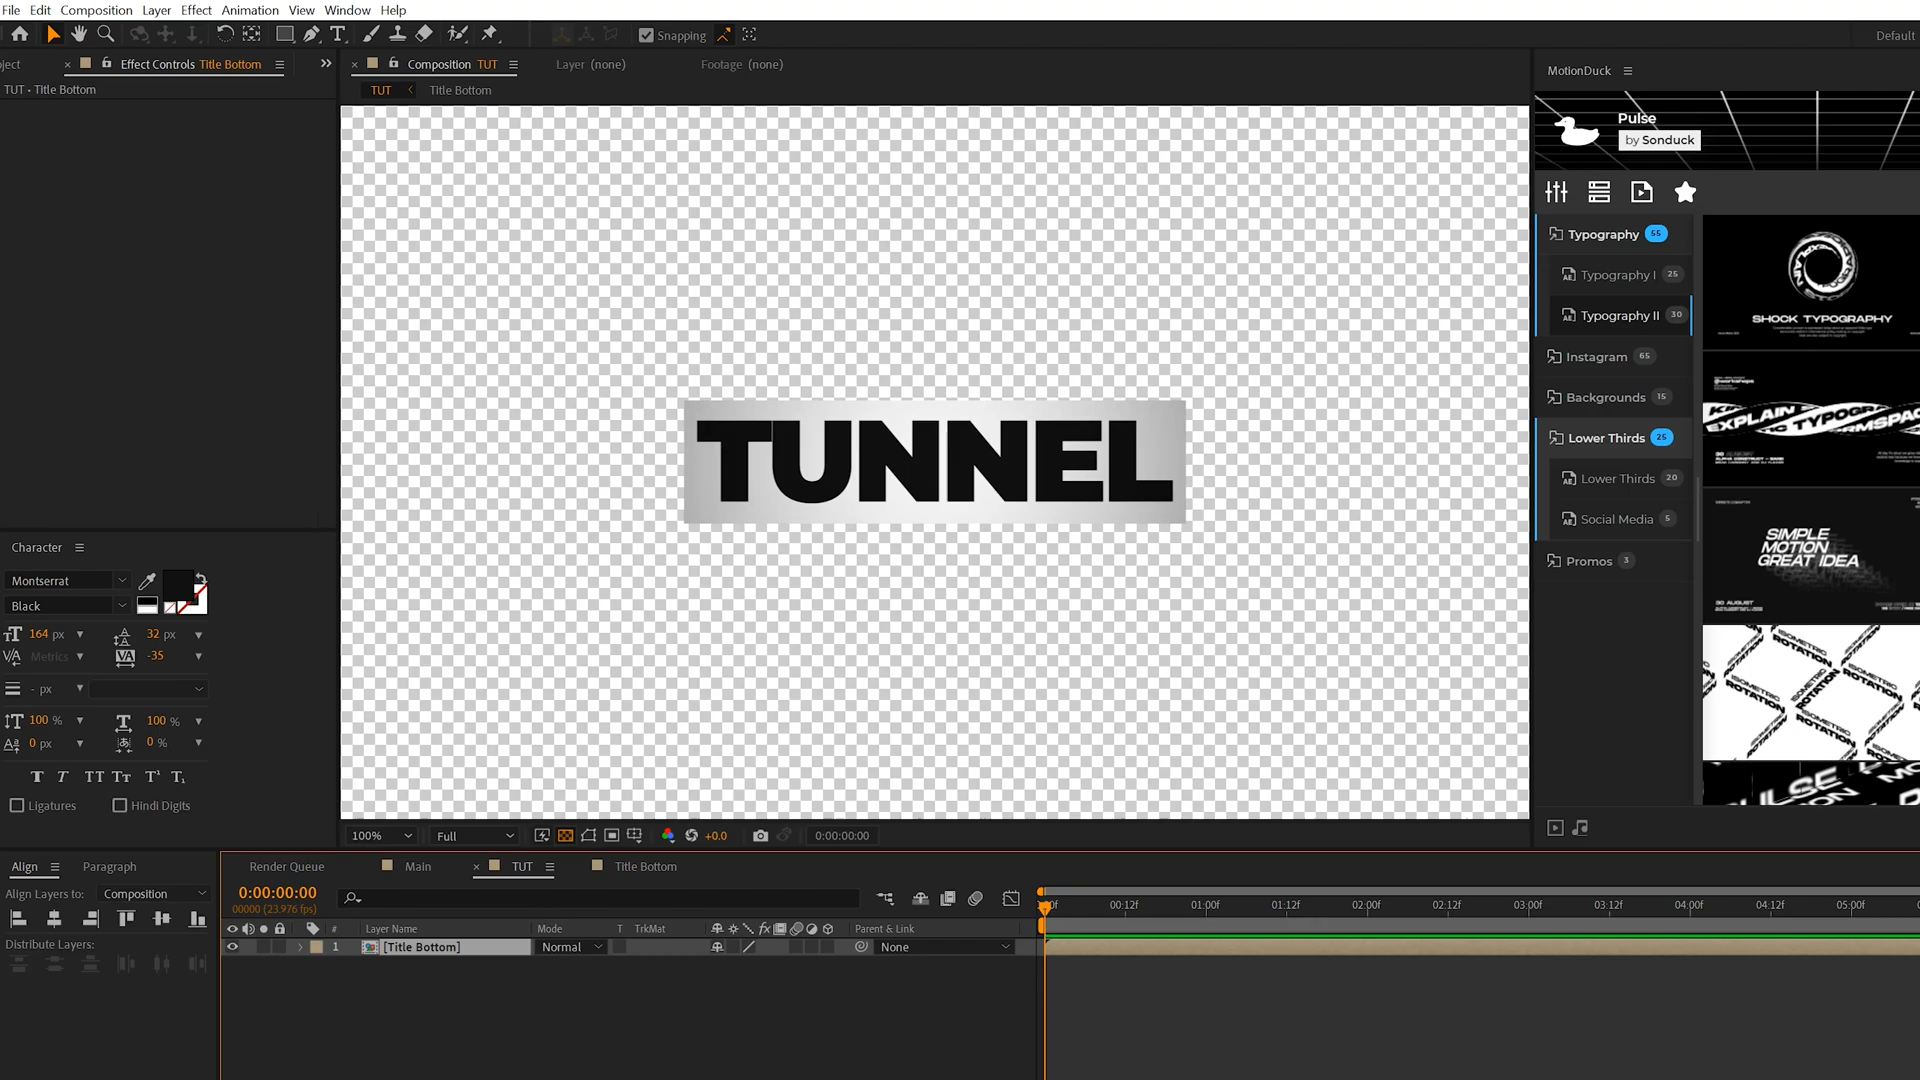 File Edit Composition Layer Effect Animation View Window Help
Snapping
Default
ject
Effect Controls Title Bottom
TUT • Title Bottom
Composition TUT
Layer (none)
Footage (none)
TUT
Title Bottom
TUNNEL
MotionDuck
Pulse
by Sonduck
Typography 55
Typography I 25
Typography II 30
Instagram 65
Backgrounds 15
Lower Thirds 25
Lower Thirds 20
Social Media 5
Promos 3
SHOCK TYPOGRAPHY
EXPLAIN
TYPOGR
SIMPLE
MOTION
GREAT IDEA
30 AUGUST
ISOMETRIC
ROTATION
Character
Montserrat
Black
164 px
32 px
Metrics
-35
- px
100 %
100 %
0 px
0 %
Ligatures
Hindi Digits
100%
Full
+0.0
0:00:00:00
Align
Paragraph
Align Layers to: Composition
Distribute Layers:
Render Queue
Main
TUT
Title Bottom
0:00:00:00
00000 (23.976 fps)
# Layer Name Mode T TrkMat Parent & Link
1 [Title Bottom] Normal None
00:12f 01:00f 01:12f 02:00f 02:12f 03:00f 03:12f 04:00f 04:12f 05:00f